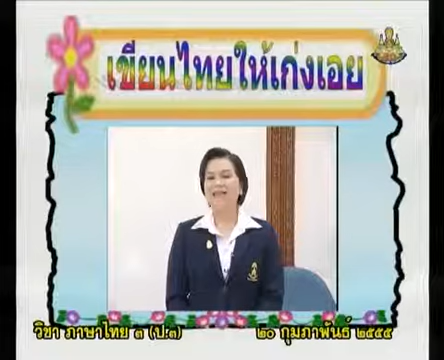 เขียนไทยให้เก่งเอย
วิชา ภาษาไทย ๓ (ป.๓)
๒๐ กุมภาพันธ์ ๒๕๕๕